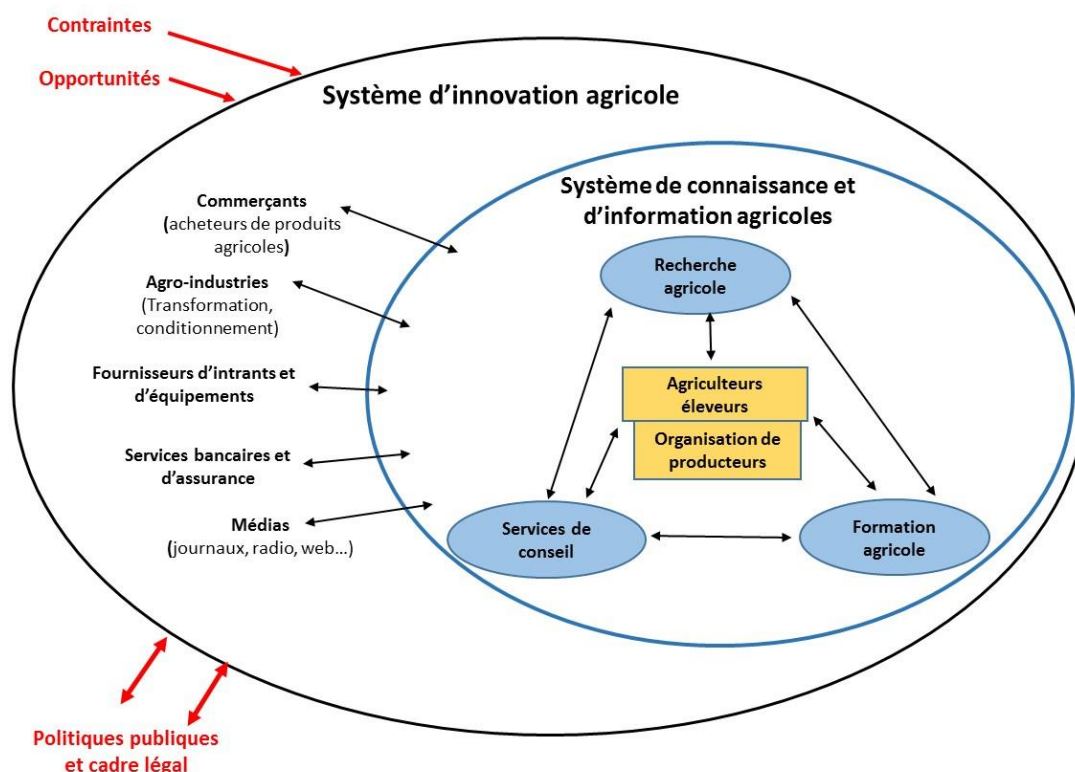 Contraintes
Opportunités
Système d’innovation agricole
Système de connaissance et
d’information agricoles
Commerçants
(acheteurs de produits
agricoles)
Agro-industries
(Transformation,
conditionnement)
Fournisseurs d’intrants et
d’équipements
Services bancaires et
d’assurance
Médias
(journaux, radio, web…)
Recherche
agricole
Agriculteurs
éleveurs
Organisation de
producteurs
Services de
conseil
Formation
agricole
Politiques publiques
et cadre légal